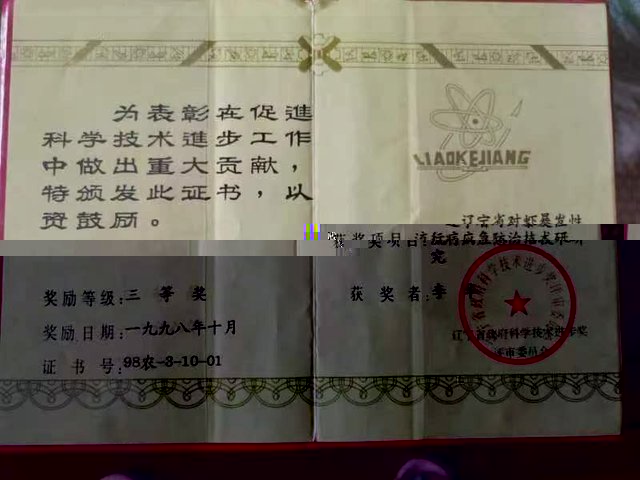 为表彰在促進
科学技术進步工作
中做出重大贡献，
特颁发此证书，以
资鼓励。
奖励等级：三等奖
奖励日期：一九九八年十月
证书号：98农-3-10-01
LIAOKEJIANG
辽宁省对虾暴发性
获奖项目：
究
获奖者：李